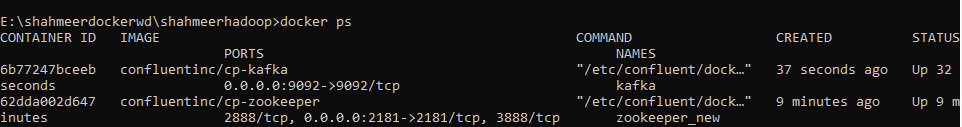 E:\shahmeerdockerwd\shahmeerhadoop>docker ps
CONTAINER ID   IMAGE                                                    COMMAND                  CREATED          STATUS
                            PORTS                                            NAMES
6b77247bceeb   confluentinc/cp-kafka                                    "/etc/confluent/dock…"   37 seconds ago   Up 32
seconds                     0.0.0.0:9092->9092/tcp                           kafka
62dda002d647   confluentinc/cp-zookeeper                                "/etc/confluent/dock…"   9 minutes ago    Up 9 m
inutes                      2888/tcp, 0.0.0.0:2181->2181/tcp, 3888/tcp       zookeeper_new